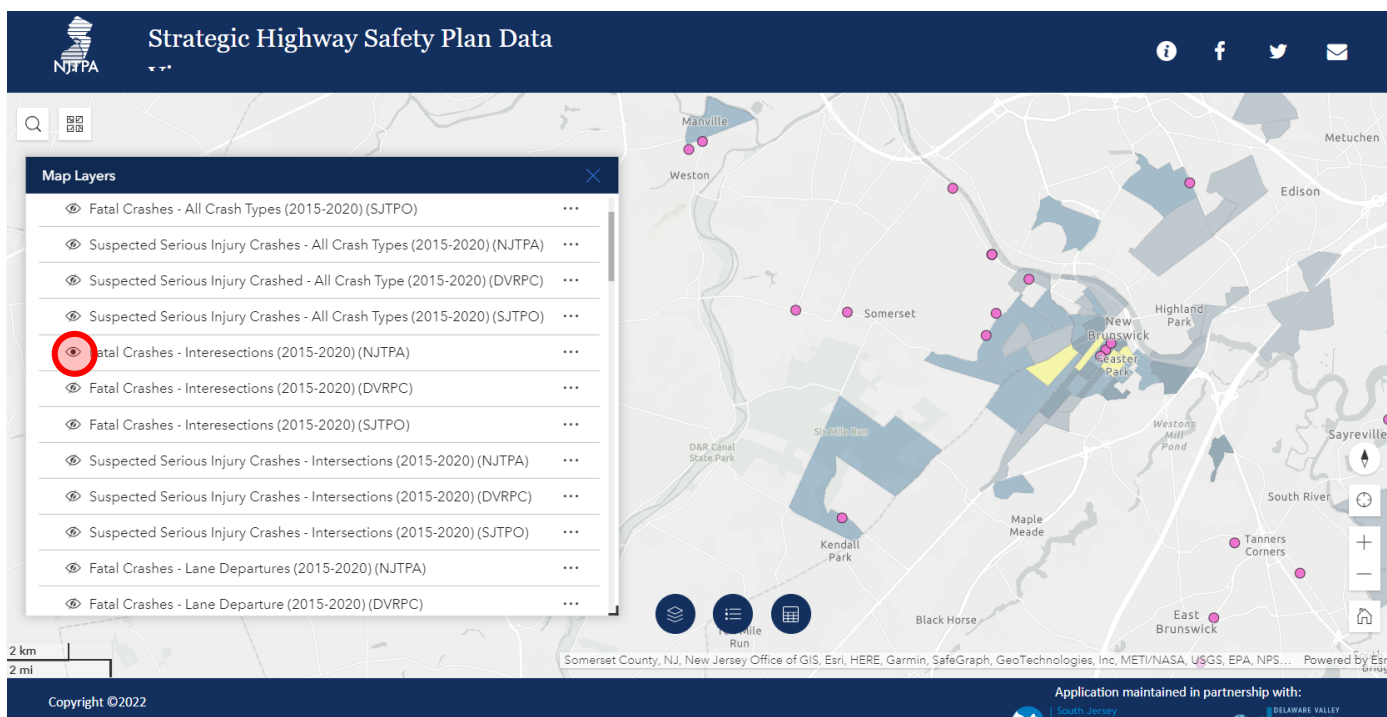 Strategic Highway Safety Plan Data
NJTPA
Manville
Metuchen
Weston
Edison
Map Layers
Fatal Crashes - All Crash Types (2015-2020) (SJTPO)
Suspected Serious Injury Crashes - All Crash Types (2015-2020) (NJTPA)
Suspected Serious Injury Crashed - All Crash Type (2015-2020) (DVRPC)
Suspected Serious Injury Crashes - All Crash Types (2015-2020) (SJTPO)
Fatal Crashes - Interesections (2015-2020) (NJTPA)
Fatal Crashes - Interesections (2015-2020) (DVRPC)
Fatal Crashes - Interesections (2015-2020) (SJTPO)
Suspected Serious Injury Crashes - Intersections (2015-2020) (NJTPA)
Suspected Serious Injury Crashes - Intersections (2015-2020) (DVRPC)
Suspected Serious Injury Crashes - Intersections (2015-2020) (SJTPO)
Fatal Crashes - Lane Departures (2015-2020) (NJTPA)
Fatal Crashes - Lane Departure (2015-2020) (DVRPC)
Somerset
Highland
Park
New
Brunswick
Feaster
Park
Six Mile Run
D&R Canal
State Park
Westons
Mill
Pond
Sayreville
South River
Maple
Meade
Tanners
Corners
Kendall
Park
Black Horse
East
Brunswick
Mile
Run
2 km
2 mi
Somerset County, NJ, New Jersey Office of GIS, Esri, HERE, Garmin, SafeGraph, GeoTechnologies, Inc, METI/NASA, USGS, EPA, NPS... Powered by Esri
Copyright ©2022
Application maintained in partnership with:
South Jersey
DELAWARE VALLEY